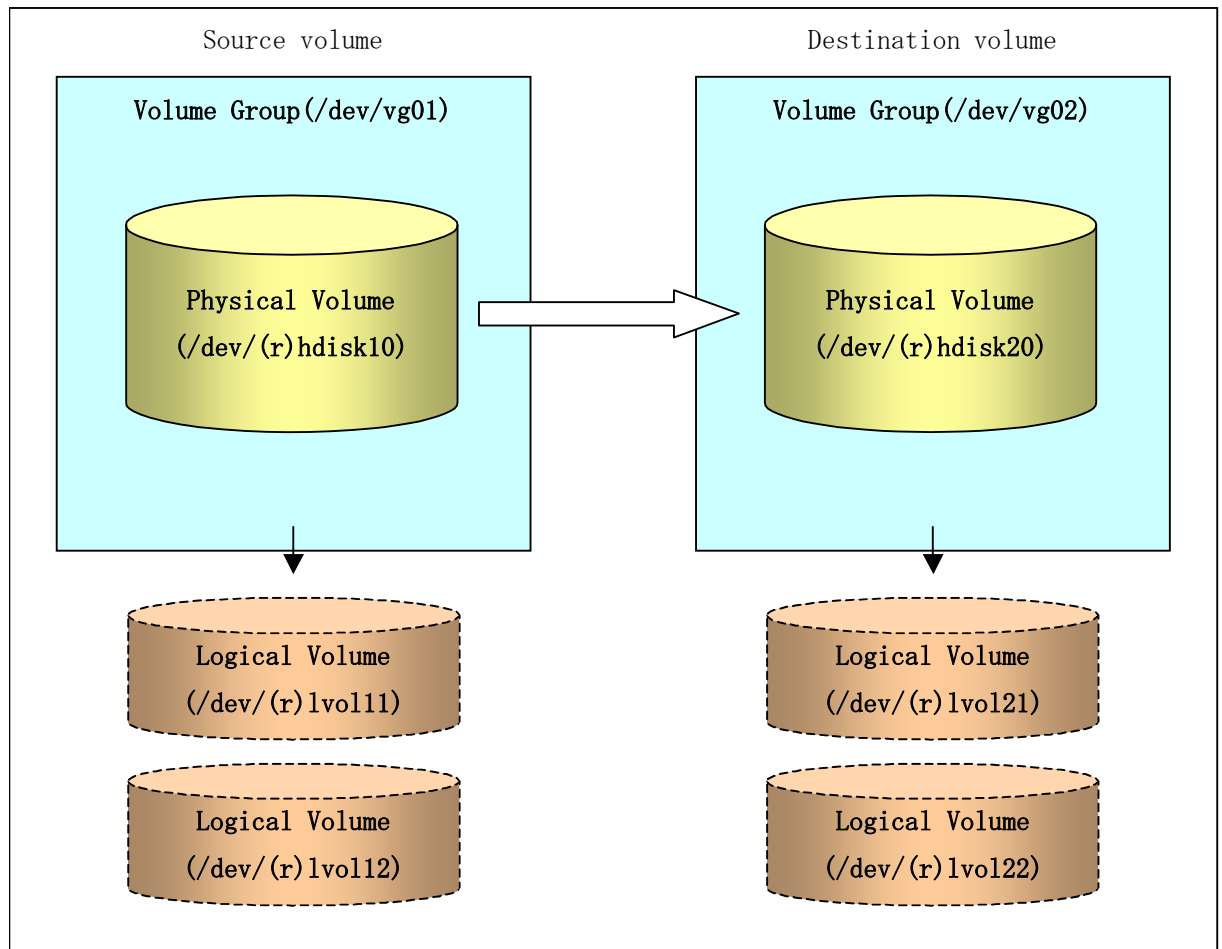 Source volume
Destination volume
Volume Group(/dev/vg01)
Volume Group(/dev/vg02)
Physical Volume
(/dev/(r)hdisk10)
Physical Volume
(/dev/(r)hdisk20)
Logical Volume
(/dev/(r)lvol11)
Logical Volume
(/dev/(r)lvol21)
Logical Volume
(/dev/(r)lvol12)
Logical Volume
(/dev/(r)lvol22)